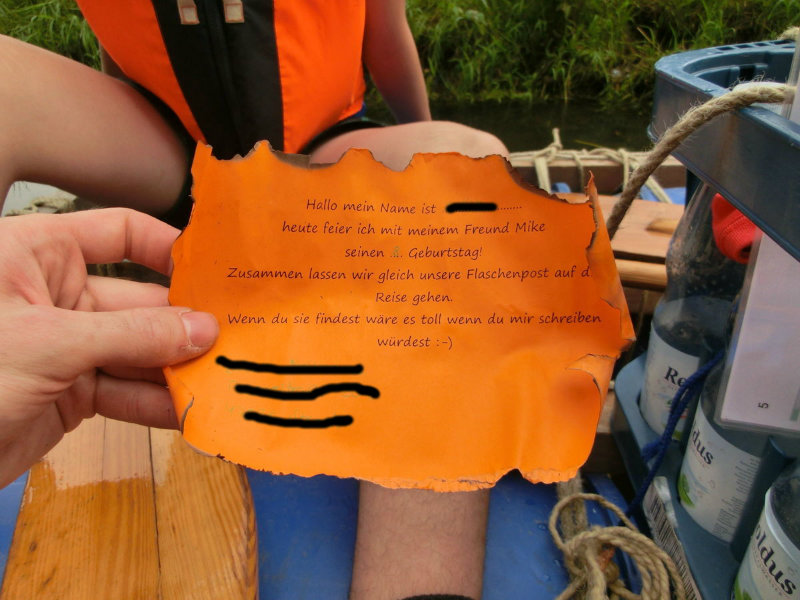 Hallo mein Name ist ........
heute feier ich mit meinem Freund Mike
seinen ... Geburtstag!
Zusammen lassen wir gleich unsere Flaschenpost auf d
Reise gehen.
Wenn du sie findest wäre es toll wenn du mir schreiben
würdest :-)
5